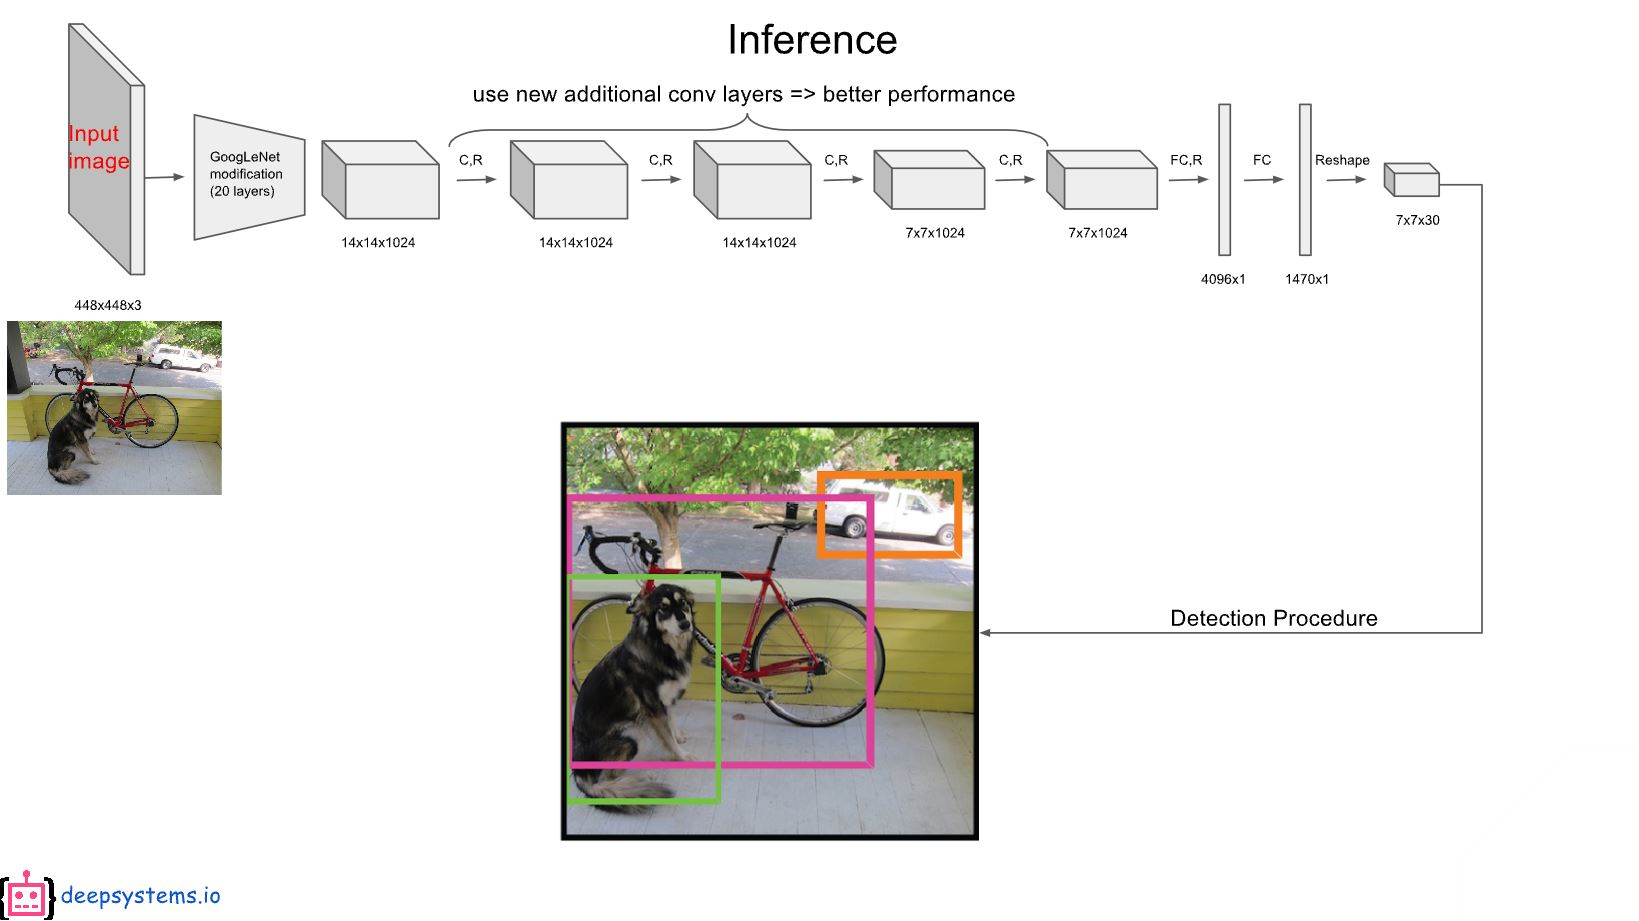 Inference
use new additional conv layers => better performance
Input
image
GoogLeNet
modification
(20 layers)
C,R
C,R
C,R
C,R
FC,R
FC
Reshape
14x14x1024
14x14x1024
14x14x1024
7x7x1024
7x7x1024
7x7x30
4096x1
1470x1
448x448x3
Detection Procedure
deepsystems.io